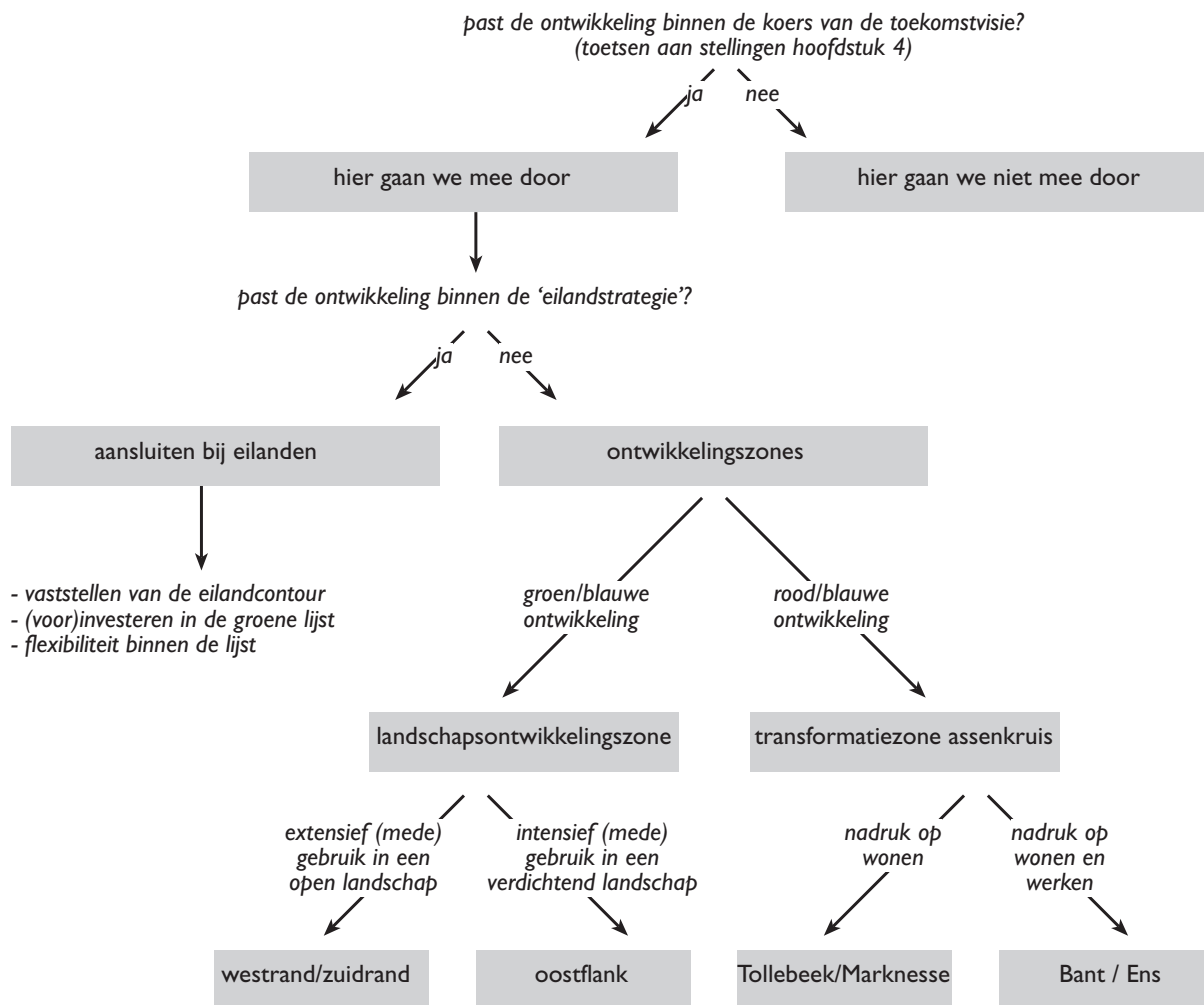 past de ontwikkeling binnen de koers van de toekomstvisie?
(toetsen aan stellingen hoofdstuk 4)
ja
nee
hier gaan we mee door
hier gaan we niet mee door
past de ontwikkeling binnen de ‘eilandstrategie’?
ja
nee
aansluiten bij eilanden
ontwikkelingszones
- vaststellen van de eilandcontour
- (voor)investeren in de groene lijst
- flexibiliteit binnen de lijst
groen/blauwe
ontwikkeling
rood/blauwe
ontwikkeling
landschapsontwikkelingszone
transformatiezone assenkruis
extensief (mede)
gebruik in een
open landschap
intensief (mede)
gebruik in een
verdichtend landschap
nadruk op
wonen
nadruk op
wonen en
werken
westrand/zuidrand
oostflank
Tollebeek/Marknesse
Bant / Ens